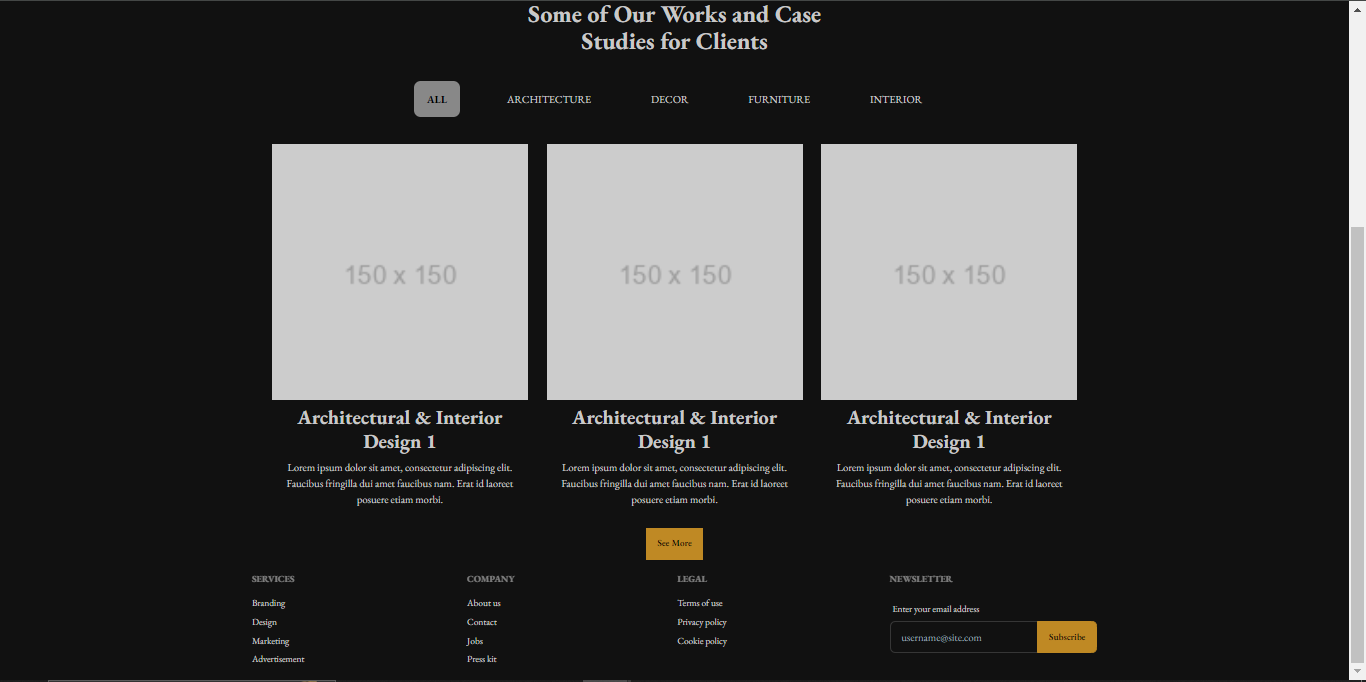 Some of Our Works and Case
Studies for Clients
ALL
ARCHITECTURE
DECOR
FURNITURE
INTERIOR
150 x 150
150 x 150
150 x 150
Architectural & Interior
Design 1
Lorem ipsum dolor sit amet, consectetur adipiscing elit.
Faucibus fringilla dui amet faucibus nam. Erat id laoreet
posuere etiam morbi.
Architectural & Interior
Design 1
Lorem ipsum dolor sit amet, consectetur adipiscing elit.
Faucibus fringilla dui amet faucibus nam. Erat id laoreet
posuere etiam morbi.
Architectural & Interior
Design 1
Lorem ipsum dolor sit amet, consectetur adipiscing elit.
Faucibus fringilla dui amet faucibus nam. Erat id laoreet
posuere etiam morbi.
See More
SERVICES
Branding
Design
Marketing
Advertisement
COMPANY
About us
Contact
Jobs
Press kit
LEGAL
Terms of use
Privacy policy
Cookie policy
NEWSLETTER
Enter your email address
username@site.com
Subscribe